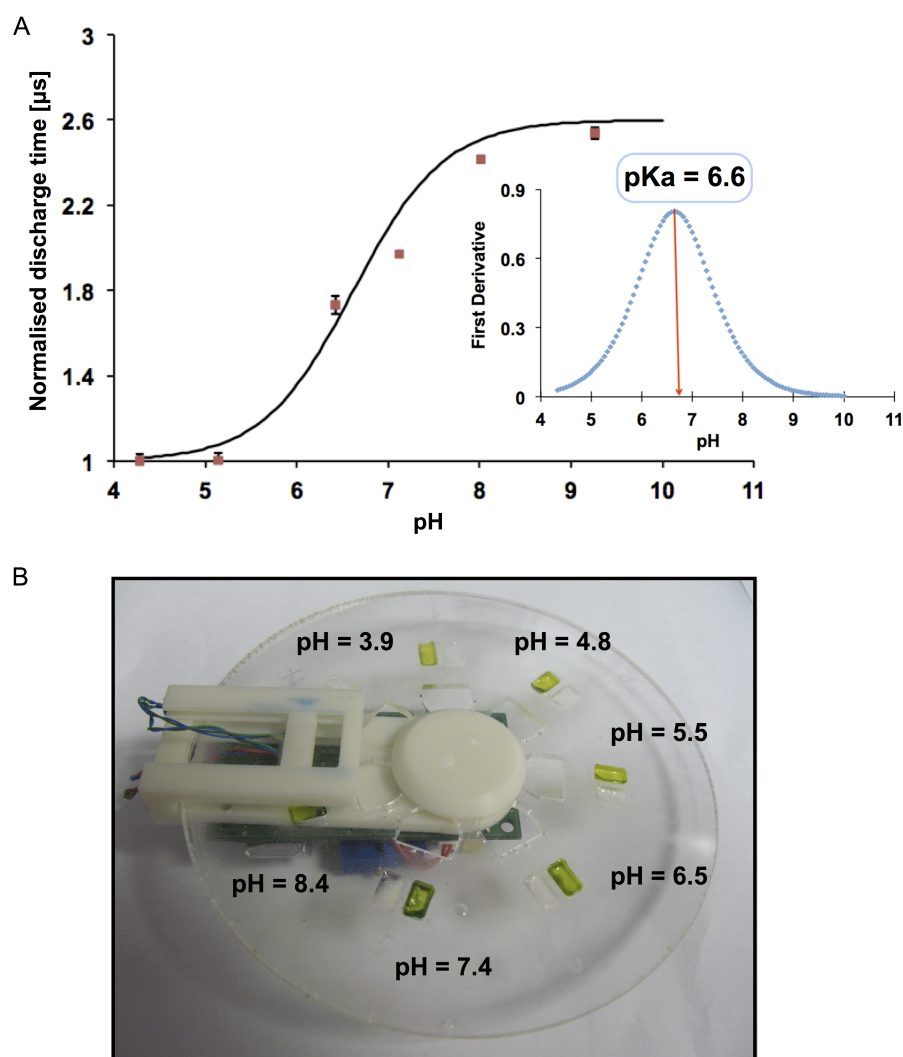 A
Normalised discharge time [µs]
3
2.6
2.2
1.8
1.4
1
4 5 6 7 8 9 10 11
pH
pKa = 6.6
First Derivative
0.9
0.6
0.3
0
4 5 6 7 8 9 10 11
pH
B
pH = 3.9
pH = 4.8
pH = 5.5
pH = 6.5
pH = 8.4
pH = 7.4